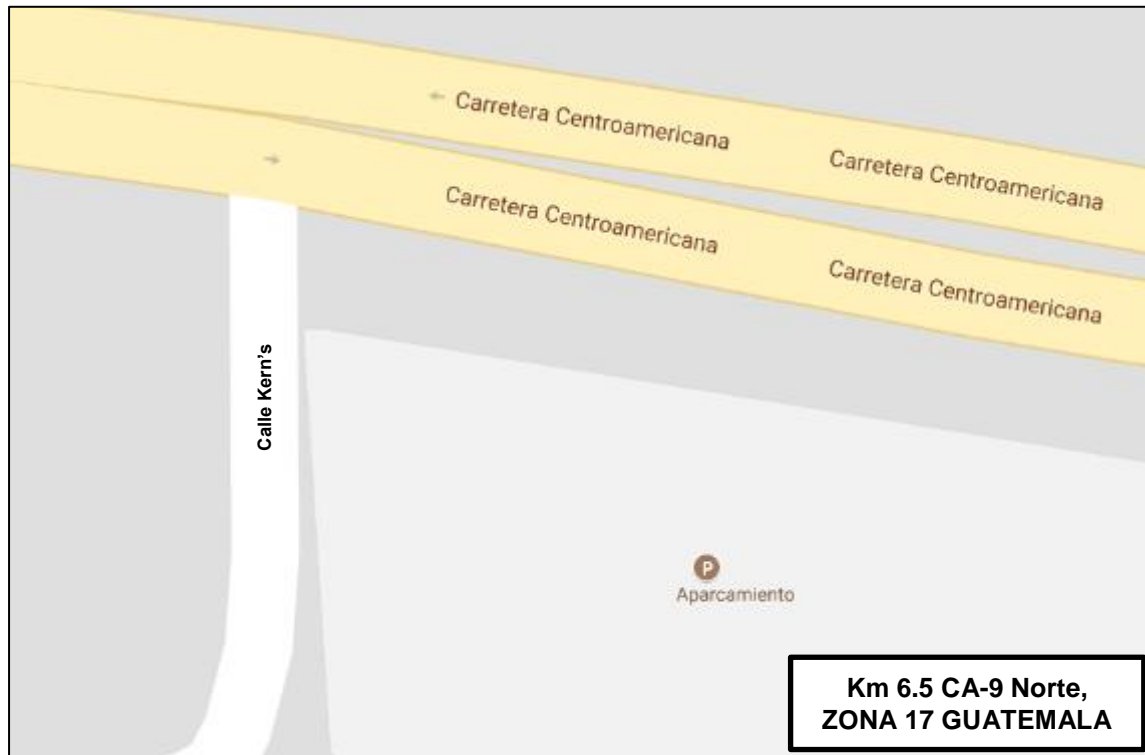 Carretera Centroamericana
Carretera Centroamericana
Carretera Centroamericana
Carretera Centroamericana
Calle Kern's
P
Aparcamiento
Km 6.5 CA-9 Norte,
ZONA 17 GUATEMALA